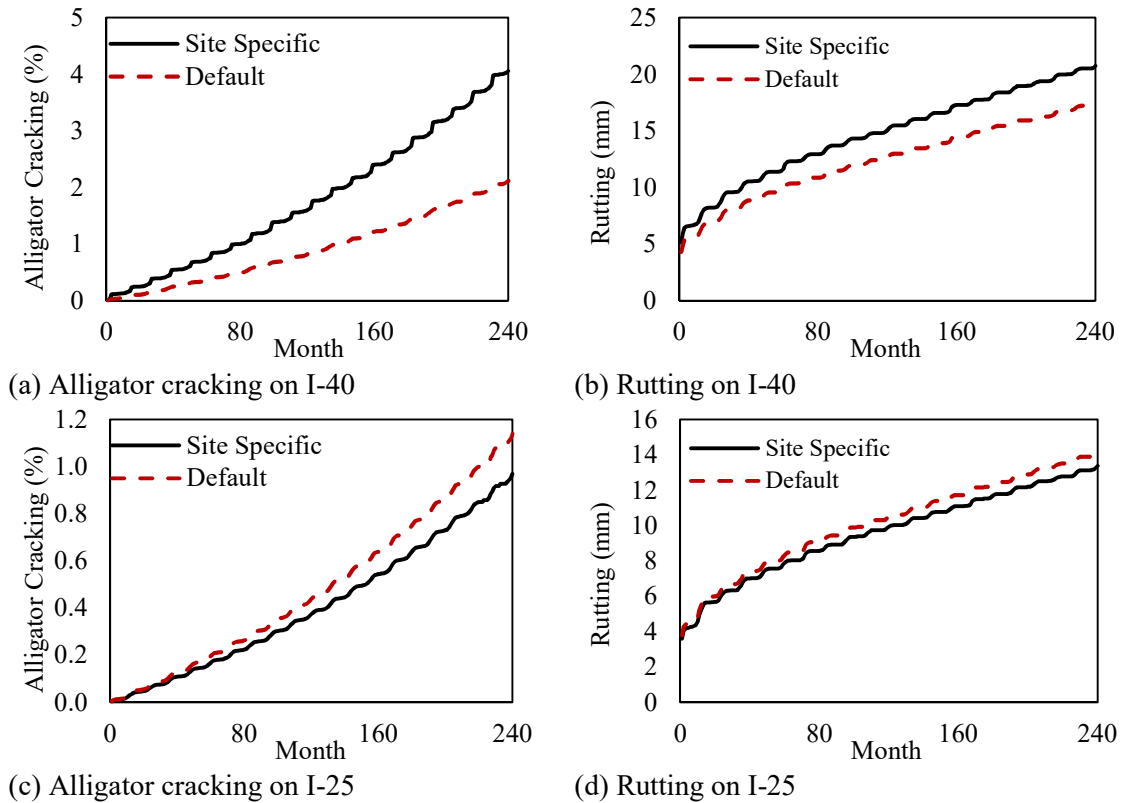 5
4
3
2
1
0
Alligator Cracking (%)
Site Specific
Default
0 80 160 240
Month
(a) Alligator cracking on I-40
25
20
15
10
5
0
Rutting (mm)
Site Specific
Default
0 80 160 240
Month
(b) Rutting on I-40
1.2
1.0
0.8
0.6
0.4
0.2
0.0
Alligator Cracking (%)
Site Specific
Default
0 80 160 240
Month
(c) Alligator cracking on I-25
16
14
12
10
8
6
4
2
0
Rutting (mm)
Site Specific
Default
0 80 160 240
Month
(d) Rutting on I-25